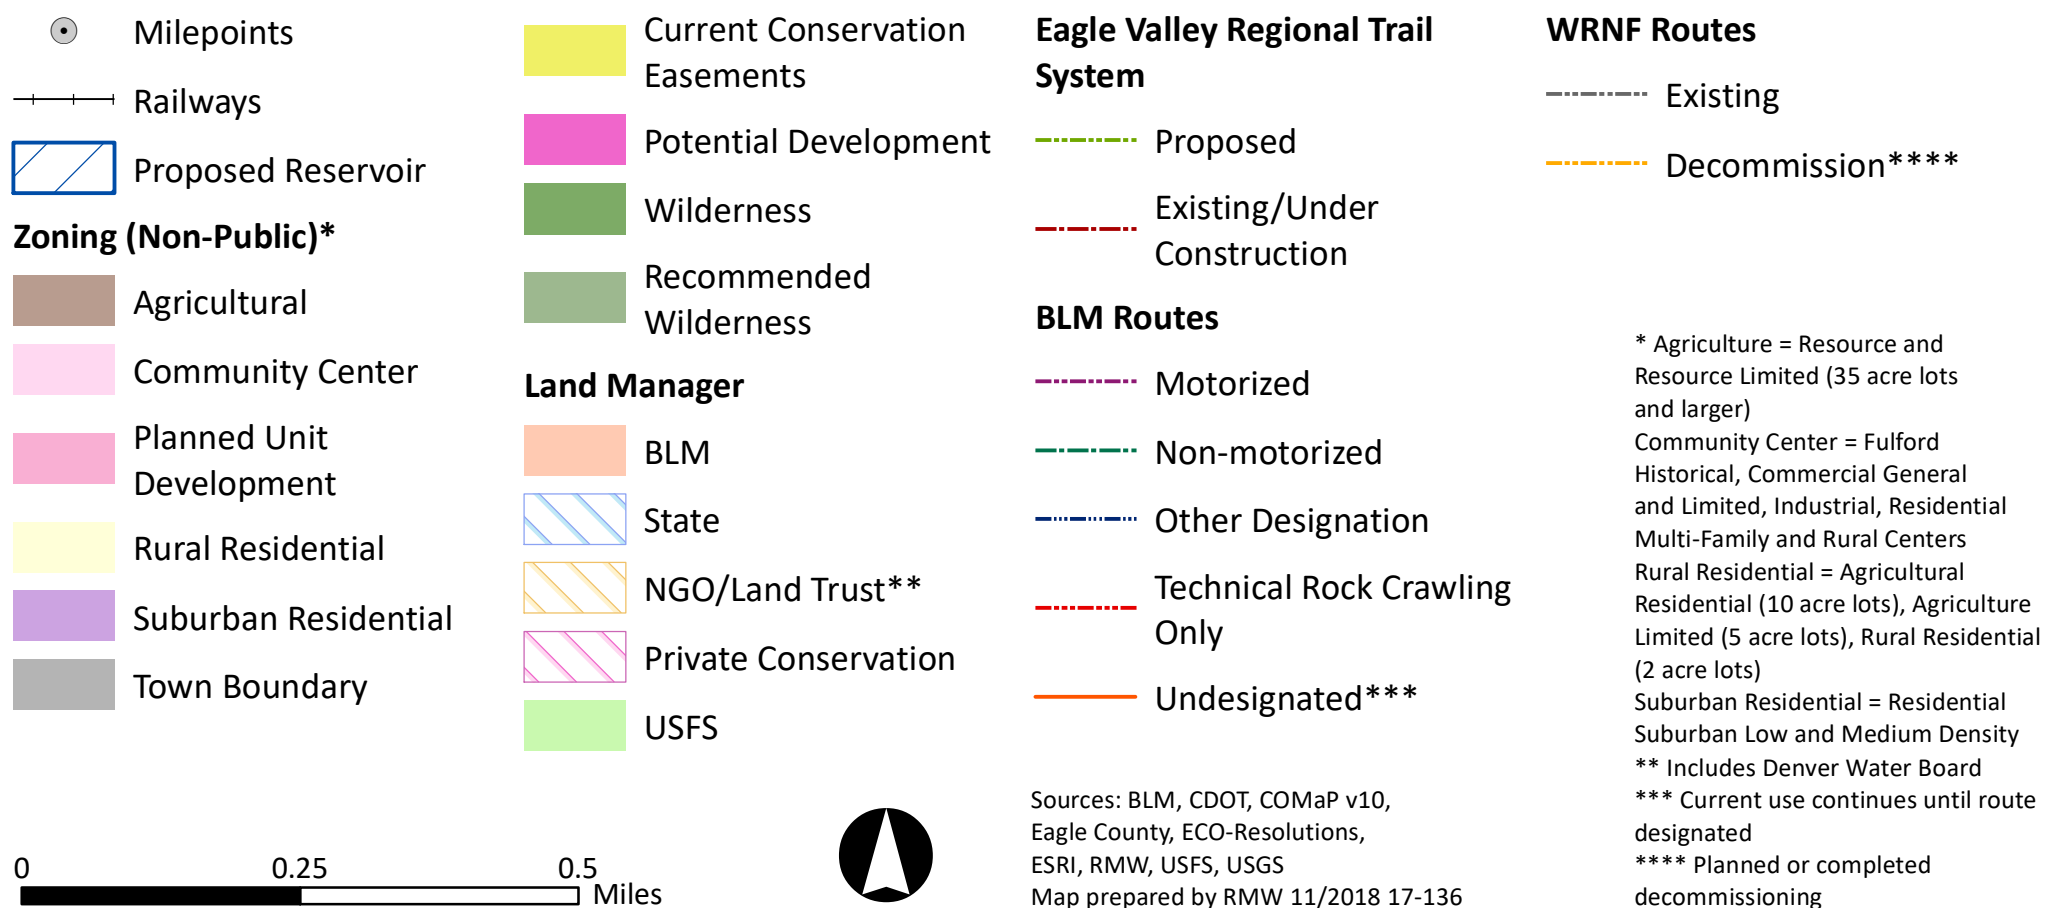 Milepoints
Railways
Proposed Reservoir
Zoning (Non-Public)*
Agricultural
Community Center
Planned Unit
Development
Rural Residential
Suburban Residential
Town Boundary
Current Conservation
Easements
Potential Development
Wilderness
Recommended
Wilderness
Land Manager
BLM
State
NGO/Land Trust**
Private Conservation
USFS
Eagle Valley Regional Trail
System
Proposed
Existing/Under
Construction
BLM Routes
Motorized
Non-motorized
Other Designation
Technical Rock Crawling
Only
Undesignated***
WRNF Routes
Existing
Decommission****
* Agriculture = Resource and
Resource Limited (35 acre lots
and larger)
Community Center = Fulford
Historical, Commercial General
and Limited, Industrial, Residential
Multi-Family and Rural Centers
Rural Residential = Agricultural
Residential (10 acre lots), Agriculture
Limited (5 acre lots), Rural Residential
(2 acre lots)
Suburban Residential = Residential
Suburban Low and Medium Density
** Includes Denver Water Board
*** Current use continues until route
designated
**** Planned or completed
decommissioning
0 0.25 0.5
Miles
Sources: BLM, CDOT, COMaP v10,
Eagle County, ECO-Resolutions,
ESRI, RMW, USFS, USGS
Map prepared by RMW 11/2018 17-136